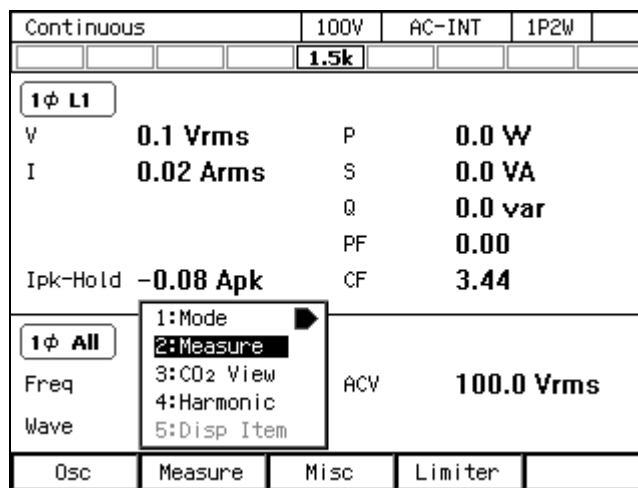 Continuous 100V AC-INT 1P2W
1.5k
1ϕ L1
V 0.1 Vrms P 0.0 W
I 0.02 Arms S 0.0 VA
Q 0.0 var
PF 0.00
Ipk-Hold -0.08 Apk CF 3.44
1:Mode
1ϕ All 2:Measure
3:CO2 View
Freq ACV 100.0 Vrms
4:Harmonic
Wave 5:Disp Item
Osc Measure Misc Limiter